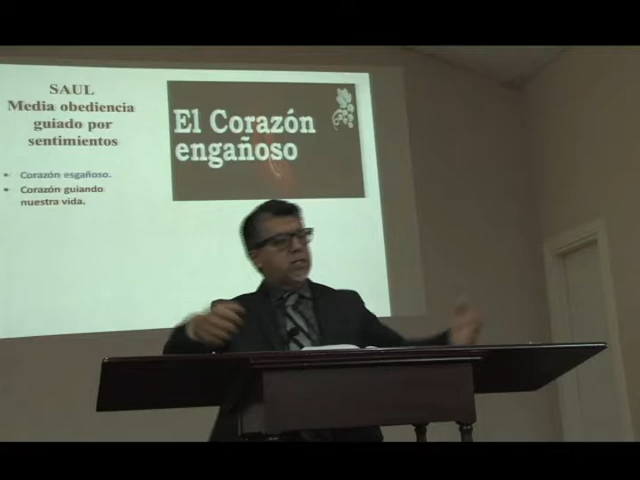 SAUL
Media obediencia
guiado por
sentimientos
• Corazón esgañoso.
• Corazón guiando
nuestra vida.
El Corazón
engañoso